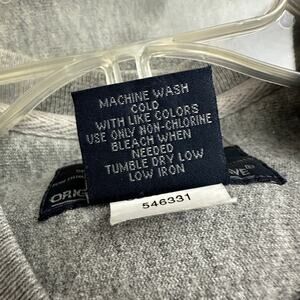 MACHINE WASH
COLD
WITH LIKE COLORS
USE ONLY NON-CHLORINE
BLEACH WHEN
NEEDED
TUMBLE DRY LOW
LOW IRON
546331